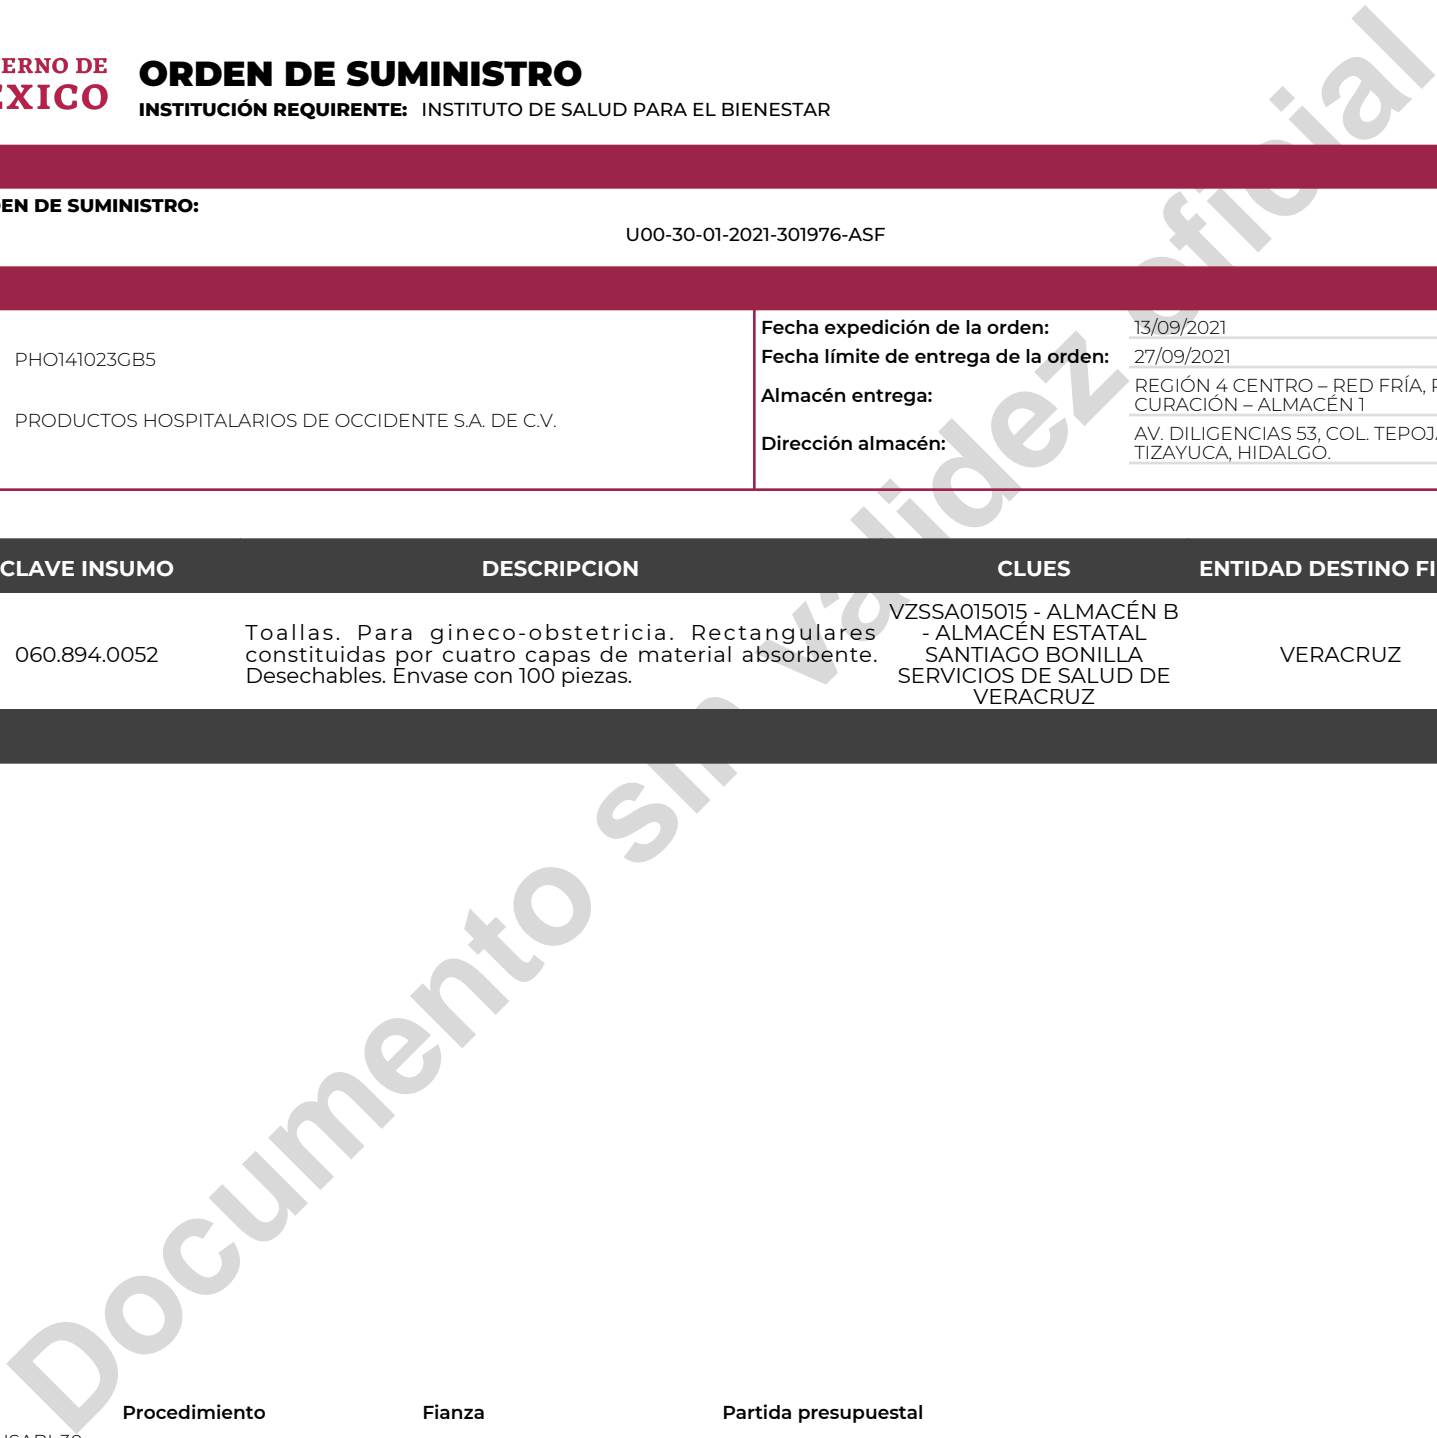 ERNO DE
EXICO
ORDEN DE SUMINISTRO
INSTITUCIÓN REQUIRENTE: INSTITUTO DE SALUD PARA EL BIENESTAR
EN DE SUMINISTRO:
U00-30-01-2021-301976-ASF
PHO141023GB5
PRODUCTOS HOSPITALARIOS DE OCCIDENTE S.A. DE C.V.
Fecha expedición de la orden: 13/09/2021
Fecha límite de entrega de la orden: 27/09/2021
Almacén entrega: REGIÓN 4 CENTRO – RED FRÍA,
CURACIÓN – ALMACÉN 1
Dirección almacén: AV. DILIGENCIAS 53, COL. TEPOJ
TIZAYUCA, HIDALGO.
CLAVE INSUMO DESCRIPCION CLUES ENTIDAD DESTINO FI
060.894.0052
Toallas. Para gineco-obstetricia. Rectangulares
constituidas por cuatro capas de material absorbente.
Desechables. Envase con 100 piezas.
VZSSA015015 - ALMACÉN B
- ALMACÉN ESTATAL
SANTIAGO BONILLA
SERVICIOS DE SALUD DE
VERACRUZ
VERACRUZ
Documento sin validez oficial
Procedimiento Fianza Partida presupuestal